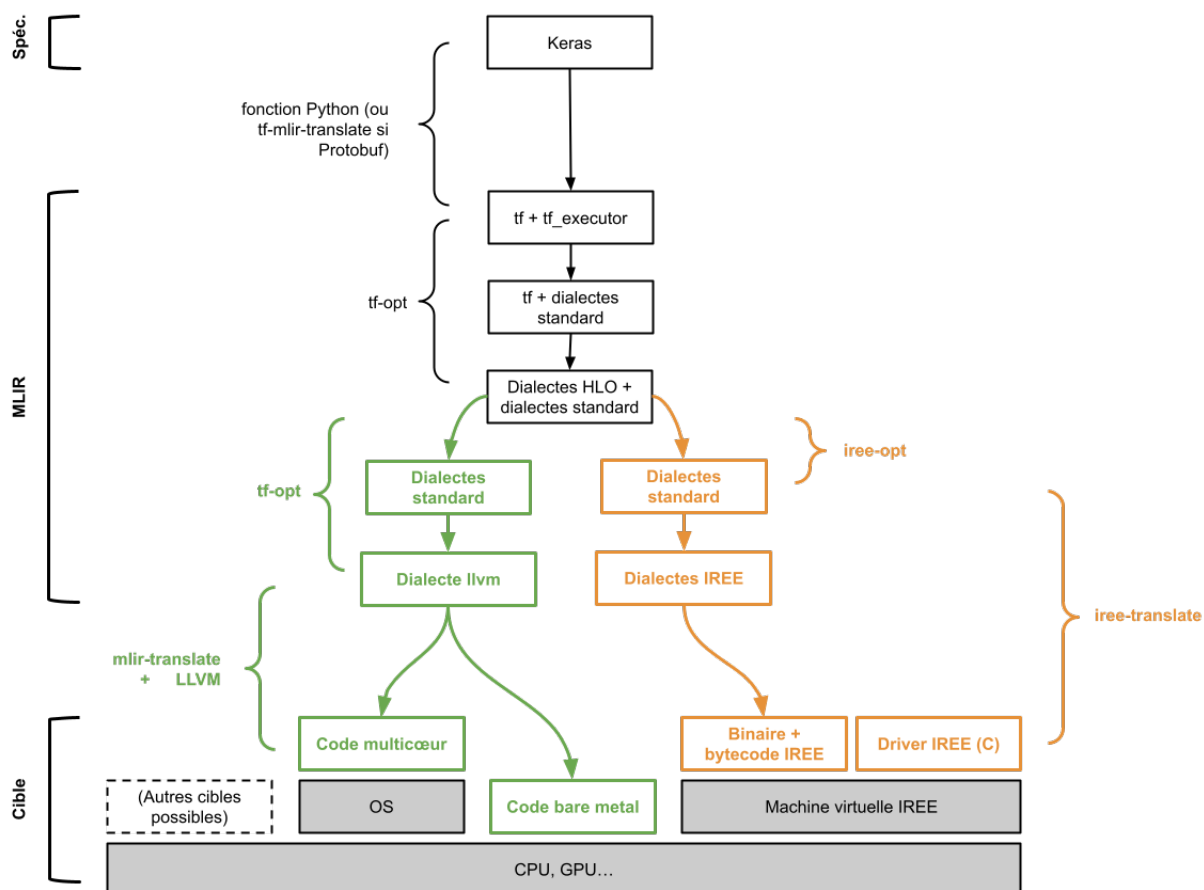 Spéc.
Keras
fonction Python (ou
tf-mlir-translate si
Protobuf)
MLIR
tf + tf_executor
tf-opt
tf + dialectes
standard
Dialectes HLO +
dialectes standard
tf-opt
Dialectes
standard
Dialectes
standard
iree-opt
Dialecte llvm
Dialectes IREE
iree-translate
mlir-translate
+ LLVM
Cible
Code multicœur
Binaire +
bytecode IREE
Driver IREE (C)
(Autres cibles
possibles)
OS
Code bare metal
Machine virtuelle IREE
CPU, GPU…